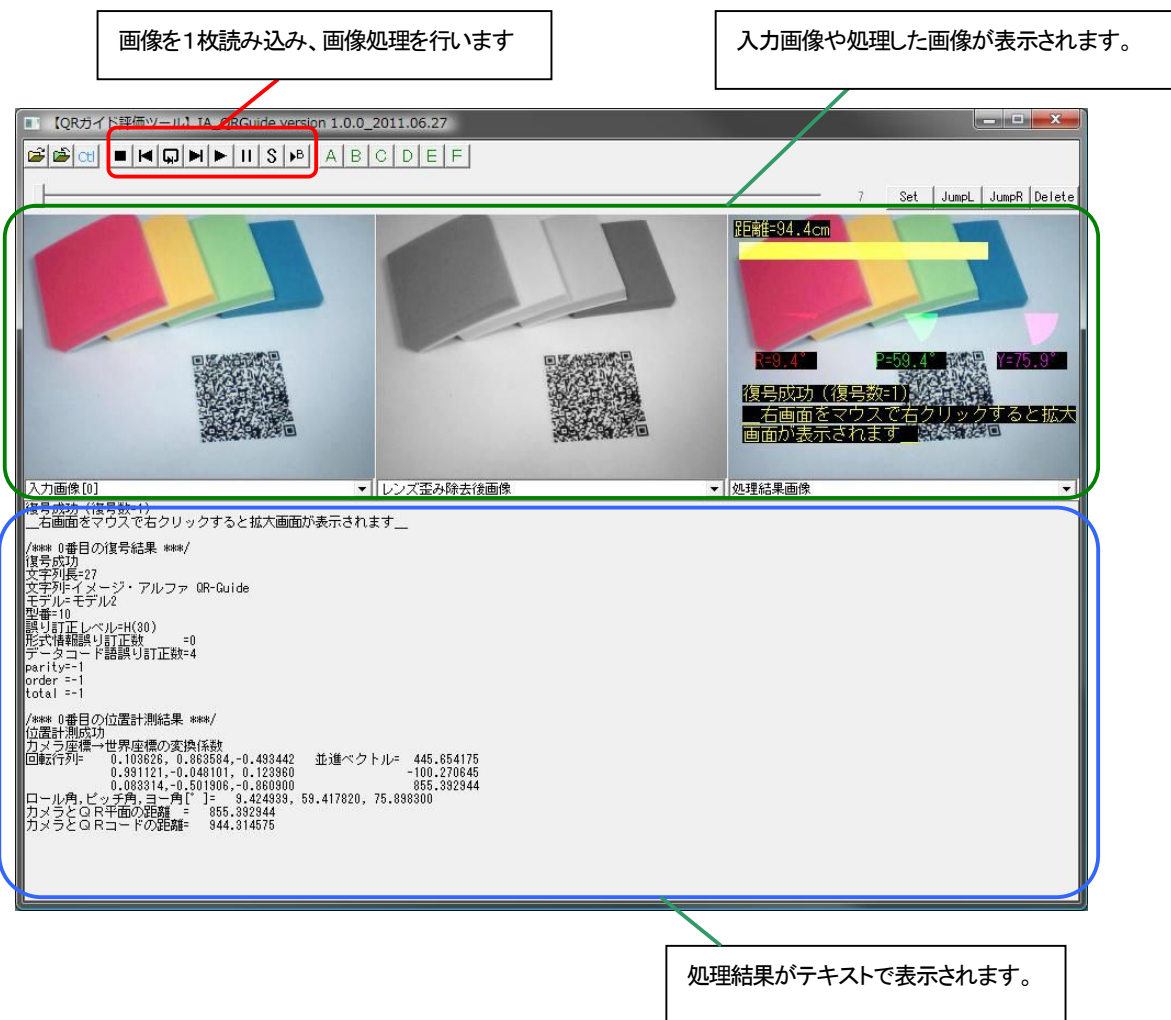 画像を1枚読み込み、画像処理を行います
入力画像や処理した画像が表示されます。
【QRガイド評価ツール】IA_QRGuide version 1.0.0_2011.06.27
Ctl S B A B C D E F
7 Set JumpL JumpR Delete
距離=94.4cm
R=9.4° P=59.4° Y=75.9°
復号成功(復号数=1)
__右画面をマウスで右クリックすると拡大
画面が表示されます__
入力画像[0] レンズ歪み除去後画像 処理結果画像
復号成功(復号数=1)
__右画面をマウスで右クリックすると拡大画面が表示されます__
/*** 0番目の復号結果 ***/
復号成功
文字列長=27
文字列=イメージ・アルファ QR-Guide
モデル=モデル2
型番=10
誤り訂正レベル=H(30)
形式情報誤り訂正数 =0
データコード語誤り訂正数=4
parity=-1
order =-1
total =-1
/*** 0番目の位置計測結果 ***/
位置計測成功
カメラ座標→世界座標の変換係数
回転行列= 0.103626, 0.863584,-0.493442 並進ベクトル= 445.654175
0.991121,-0.048101, 0.123960 -100.270645
0.083314,-0.501906,-0.860900 855.392944
ロール角,ピッチ角,ヨー角[°]= 9.424939, 59.417820, 75.898300
カメラとQR平面の距離 = 855.392944
カメラとQRコードの距離= 944.314575
処理結果がテキストで表示されます。